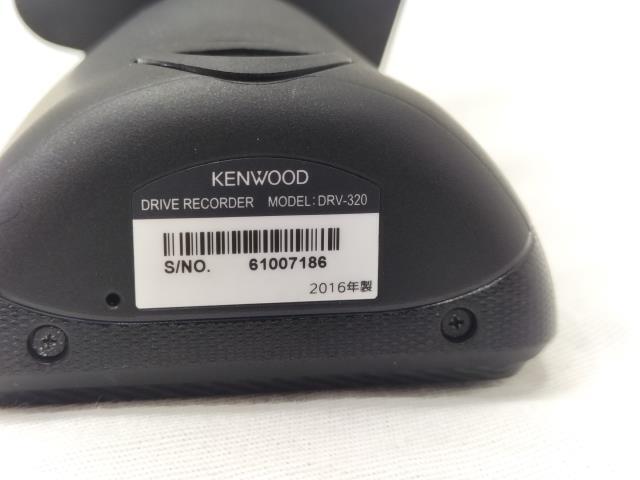 KENWOOD
DRIVE RECORDER MODEL:DRV-320
S/NO. 61007186
2016年製